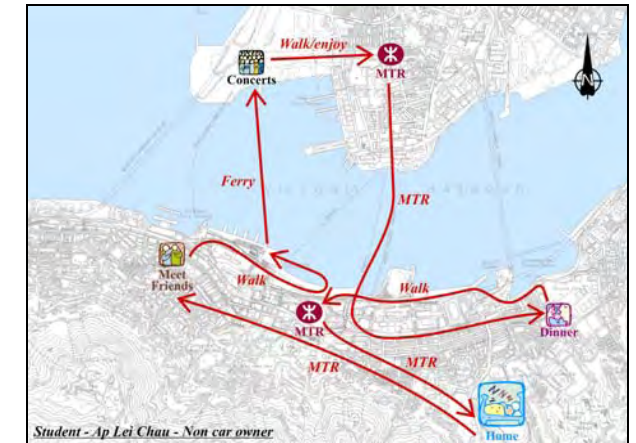 Walk/enjoy
Concerts
MTR
N
Ferry
MTR
Meet
Friends
Walk
Walk
MTR
Dinner
MTR
MTR
Home
Student - Ap Lei Chau - Non car owner